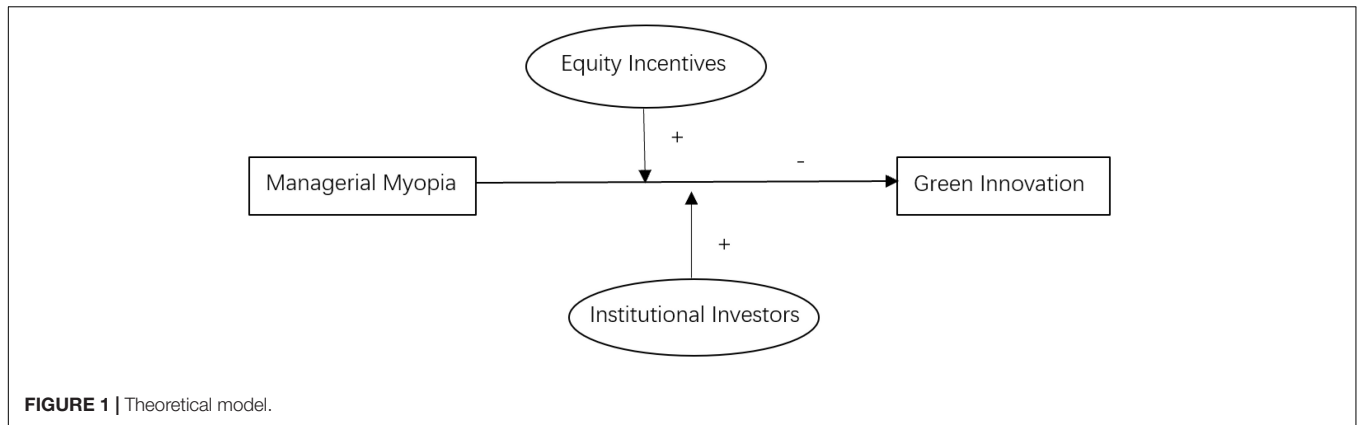 Equity Incentives
+
-
Managerial Myopia
Green Innovation
+
Institutional Investors
FIGURE 1 | Theoretical model.